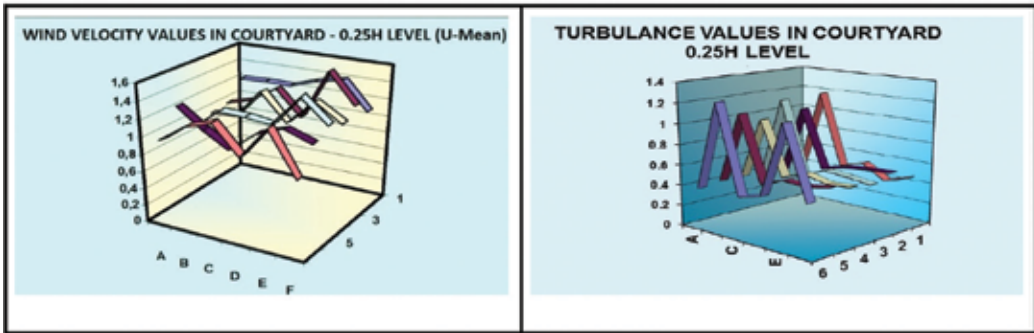 WIND VELOCITY VALUES IN COURTYARD - 0.25H LEVEL (U-Mean)
1,6
1,4
1,2
1
0,8
0,6
0,4
0,2
0
A
B
C
D
E
F
5
3
1
TURBULANCE VALUES IN COURTYARD
0.25H LEVEL
1.4
1.2
1.0
0.8
0.6
0.4
0.2
0
A
C
E
6
5
4
3
2
1